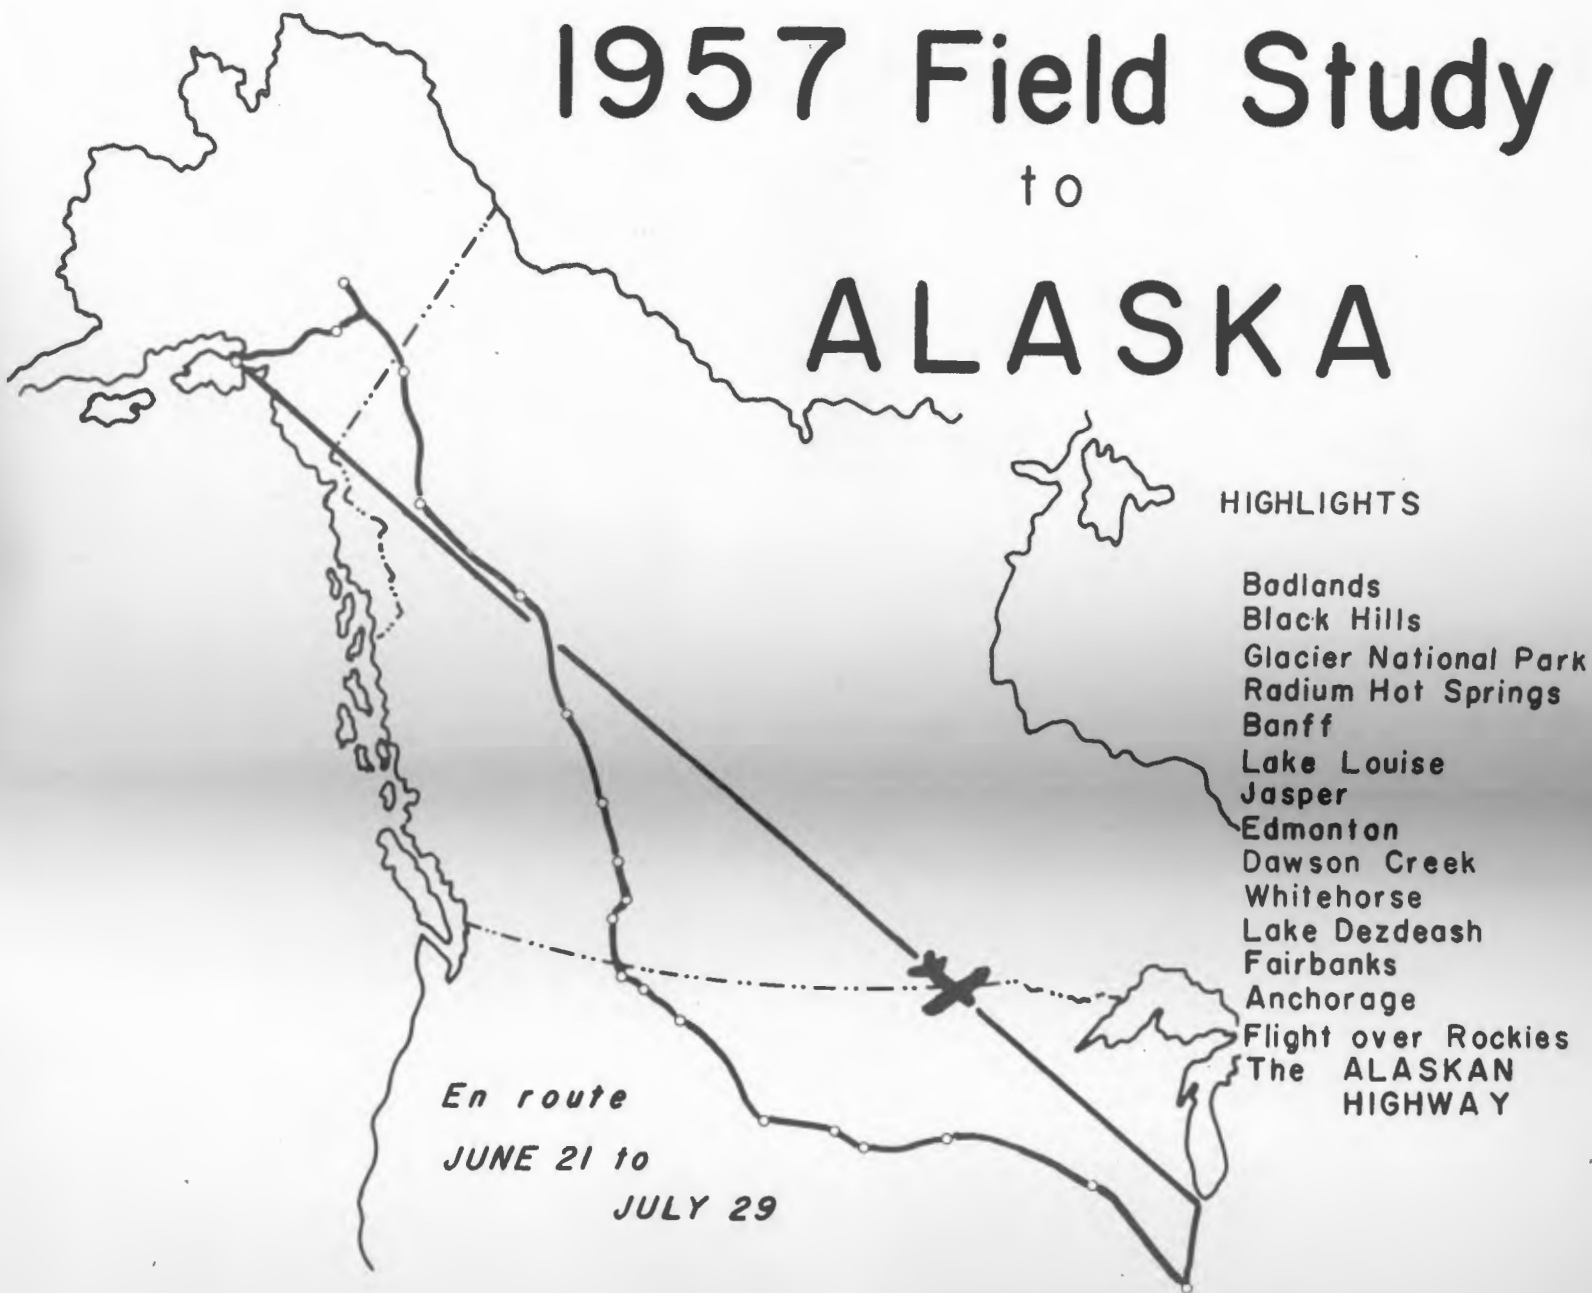 1957 Field Study
to
ALASKA
HIGHLIGHTS
Badlands
Black Hills
Glacier National Park
Radium Hot Springs
Banff
Lake Louise
Jasper
Edmantan
Dawson Creek
Whitehorse
Lake Dezdeash
Fairbanks
Anchorage
Flight over Rockies
The ALASKAN
HIGHWAY
En route
JUNE 21 to
JULY 29